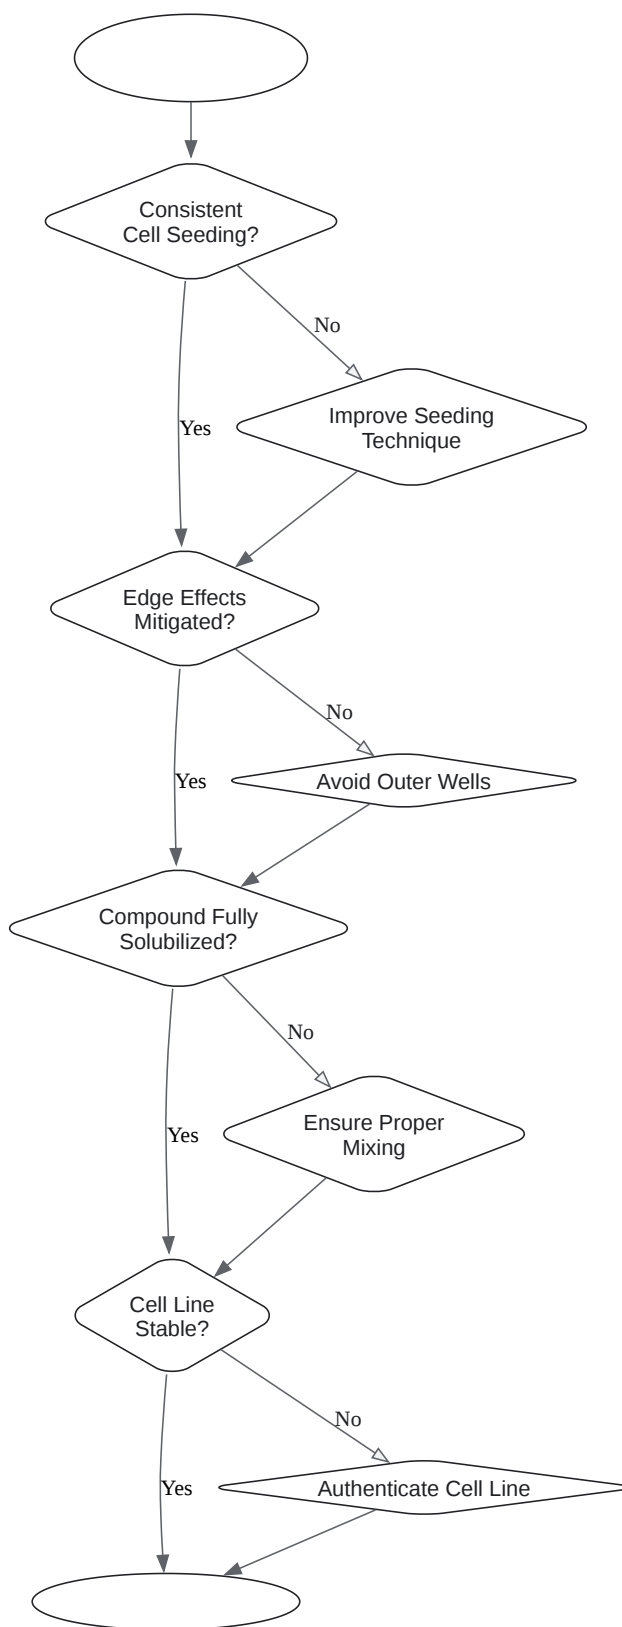 Consistent
Cell Seeding?
No
Improve Seeding
Technique
Yes
Edge Effects
Mitigated?
No
Yes
Avoid Outer Wells
Compound Fully
Solubilized?
No
Ensure Proper
Mixing
Yes
Cell Line
Stable?
No
Yes
Authenticate Cell Line